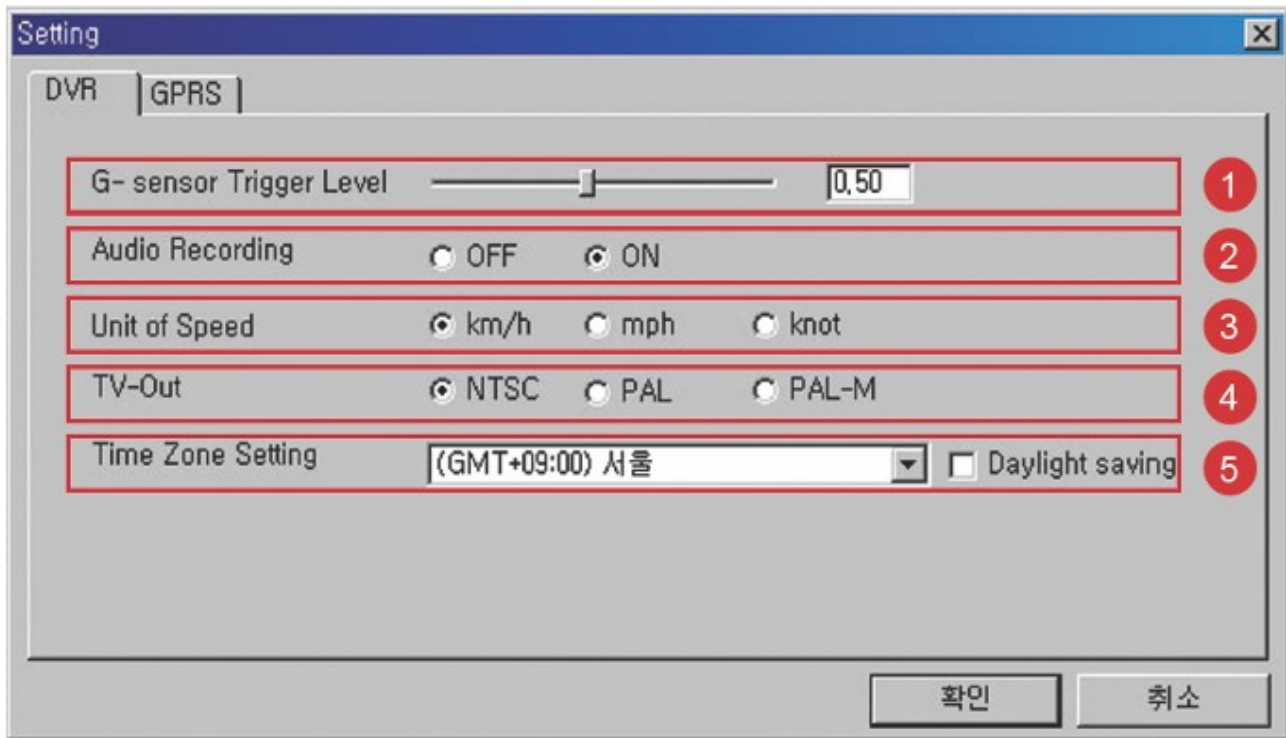 Setting
DVR GPRS
G- sensor Trigger Level 0.50 1
Audio Recording OFF ON 2
Unit of Speed km/h mph knot 3
TV-Out NTSC PAL PAL-M 4
Time Zone Setting (GMT+09:00) 서울 Daylight saving 5
확인 취소